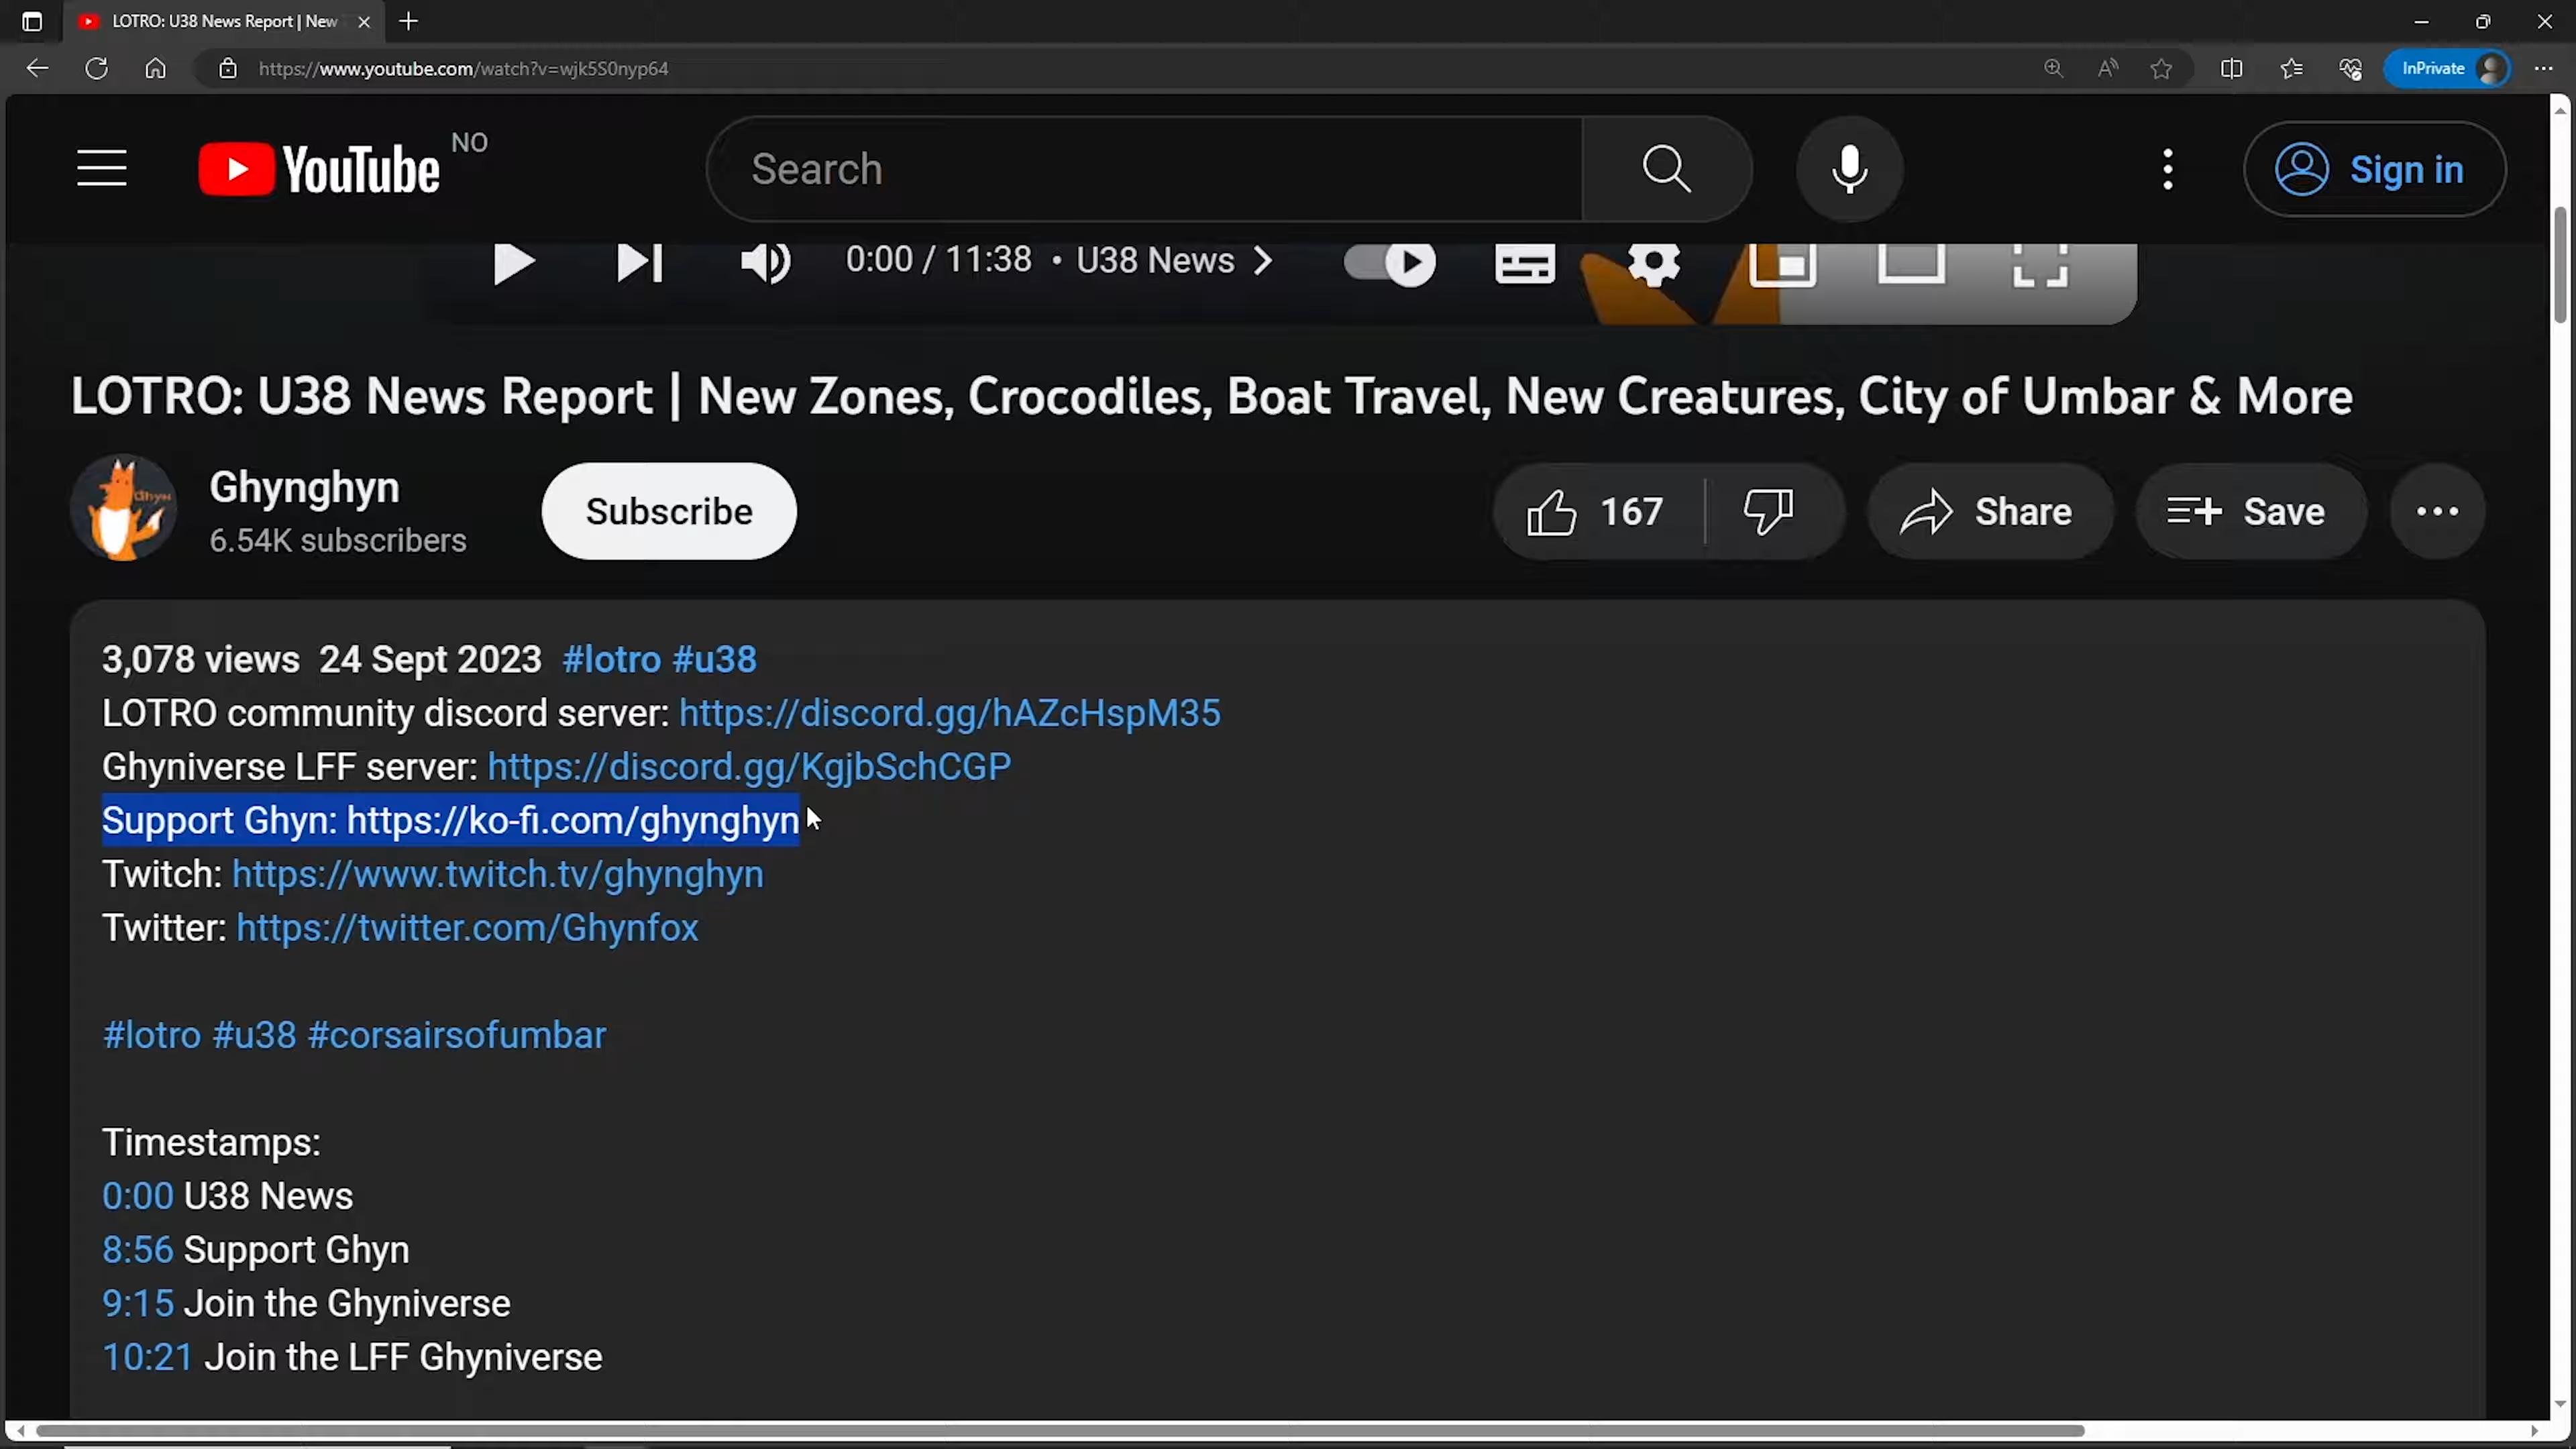 LOTRO: U38 News Report | New
https://www.youtube.com/watch?v=wjk5S0nyp64
InPrivate
YouTube NO
Search
Sign in
0:00 / 11:38 • U38 News
LOTRO: U38 News Report | New Zones, Crocodiles, Boat Travel, New Creatures, City of Umbar & More
Ghynghyn
6.54K subscribers
Subscribe
167
Share
Save
3,078 views 24 Sept 2023 #lotro #u38
LOTRO community discord server: https://discord.gg/hAZcHspM35
Ghyniverse LFF server: https://discord.gg/KgjbSchCGP
Support Ghyn: https://ko-fi.com/ghynghyn
Twitch: https://www.twitch.tv/ghynghyn
Twitter: https://twitter.com/Ghynfox
#lotro #u38 #corsairsofumbar
Timestamps:
0:00 U38 News
8:56 Support Ghyn
9:15 Join the Ghyniverse
10:21 Join the LFF Ghyniverse